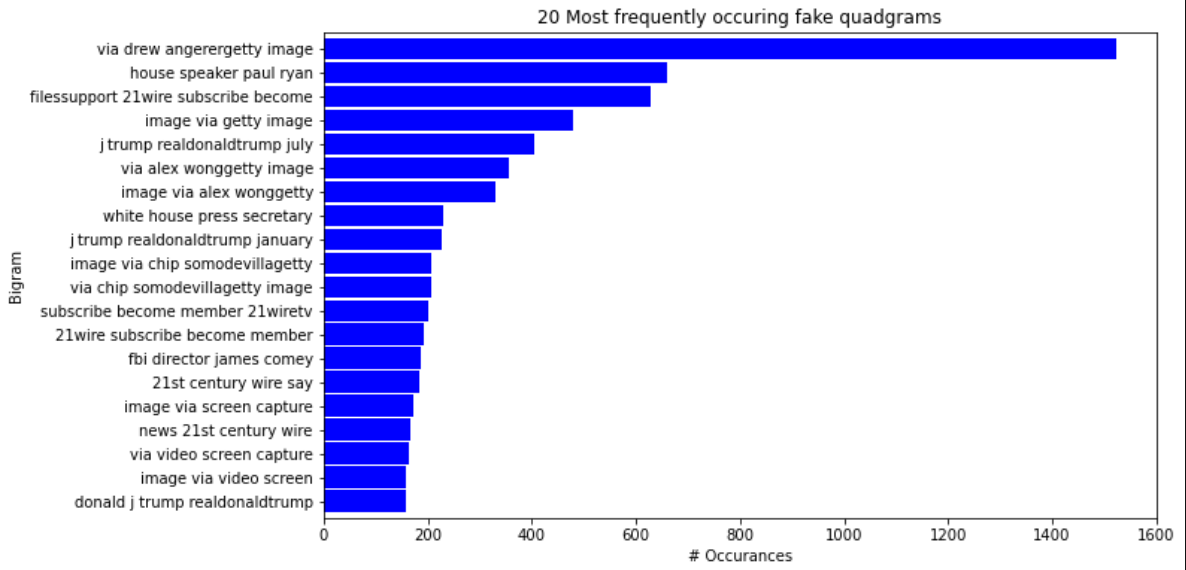 20 Most frequently occuring fake quadgrams
Bigram
via drew angerergetty image
house speaker paul ryan
filessupport 21wire subscribe become
image via getty image
j trump realdonaldtrump july
via alex wonggetty image
image via alex wonggetty
white house press secretary
j trump realdonaldtrump january
image via chip somodevillagetty
via chip somodevillagetty image
subscribe become member 21wiretv
21wire subscribe become member
fbi director james comey
21st century wire say
image via screen capture
news 21st century wire
via video screen capture
image via video screen
donald j trump realdonaldtrump
0 200 400 600 800 1000 1200 1400 1600
# Occurances